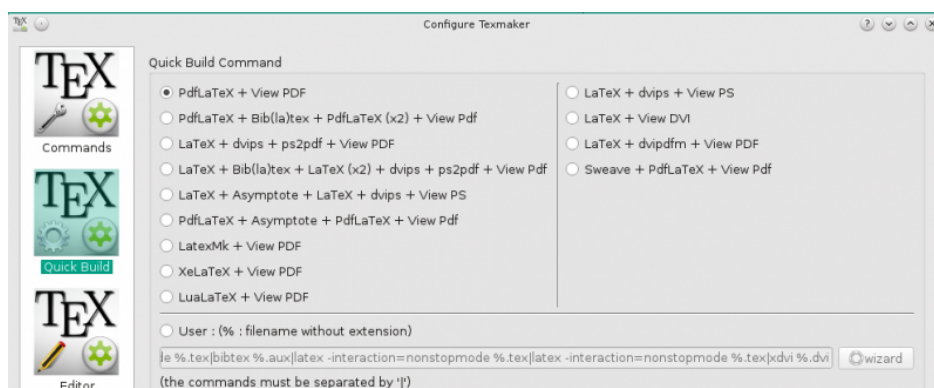 Configure Texmaker
TEX
Commands
TEX
Quick Build
TEX
Editor
Quick Build Command
PdfLaTeX + View PDF
PdfLaTeX + Bib(la)tex + PdfLaTeX (x2) + View Pdf
LaTeX + dvips + ps2pdf + View PDF
LaTeX + Bib(la)tex + LaTeX (x2) + dvips + ps2pdf + View Pdf
LaTeX + Asymptote + LaTeX + dvips + View PS
PdfLaTeX + Asymptote + PdfLaTeX + View Pdf
LatexMk + View PDF
XeLaTeX + View PDF
LuaLaTeX + View PDF
LaTeX + dvips + View PS
LaTeX + View DVI
LaTeX + dvipdfm + View PDF
Sweave + PdfLaTeX + View Pdf
User : (% : filename without extension)
le %.tex|bibtex %.aux|latex -interaction=nonstopmode %.tex|latex -interaction=nonstopmode %.tex|xdvi %.dvi
wizard
(the commands must be separated by '|')